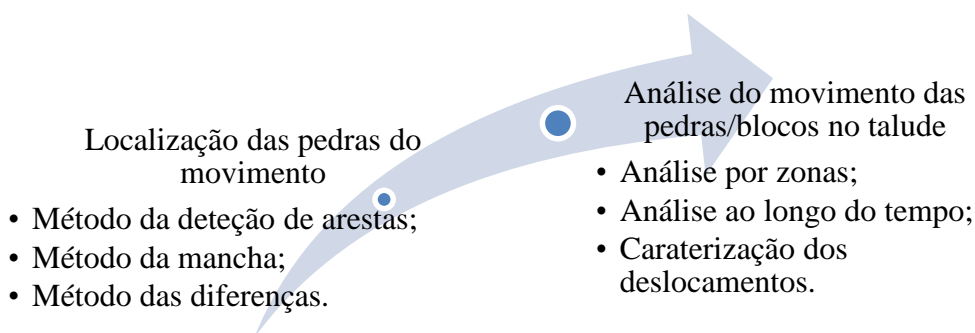 Localização das pedras do
movimento
• Método da deteção de arestas;
• Método da mancha;
• Método das diferenças.
Análise do movimento das
pedras/blocos no talude
• Análise por zonas;
• Análise ao longo do tempo;
• Caraterização dos
deslocamentos.